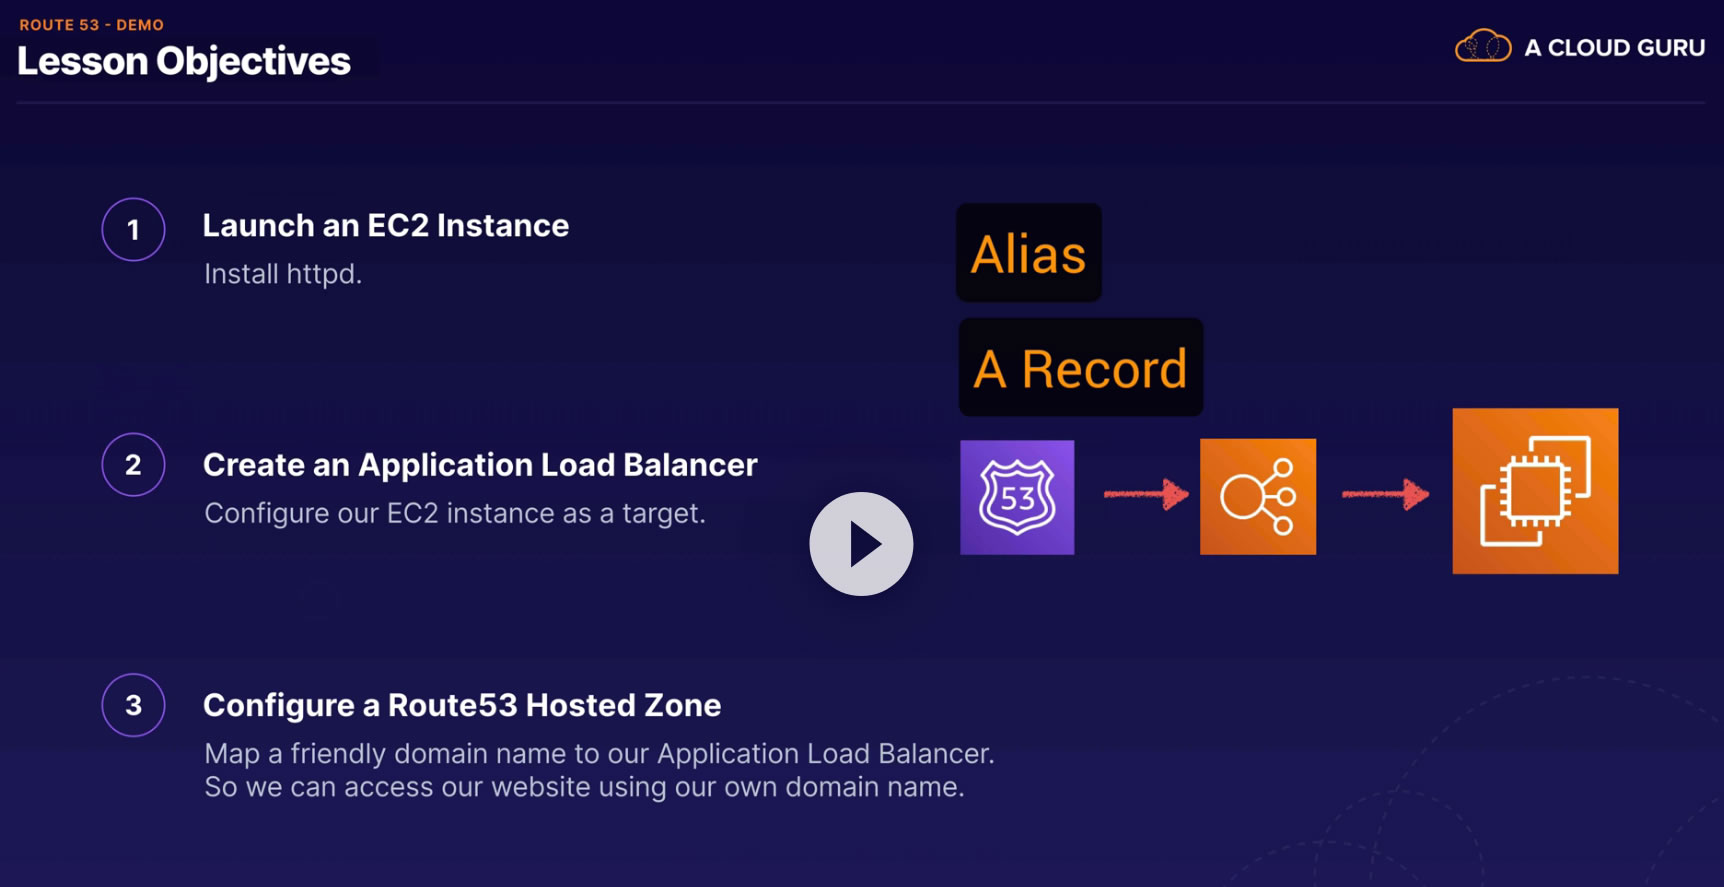 ROUTE 53 - DEMO
Lesson Objectives
A CLOUD GURU
1
Launch an EC2 Instance
Install httpd.
Alias
A Record
2
Create an Application Load Balancer
Configure our EC2 instance as a target.
53
3
Configure a Route53 Hosted Zone
Map a friendly domain name to our Application Load Balancer.
So we can access our website using our own domain name.